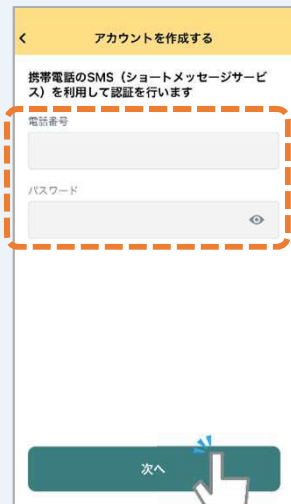 アカウントを作成する
携帯電話のSMS（ショートメッセージサービ
ス）を利用して認証を行います
電話番号
パスワード
次へ